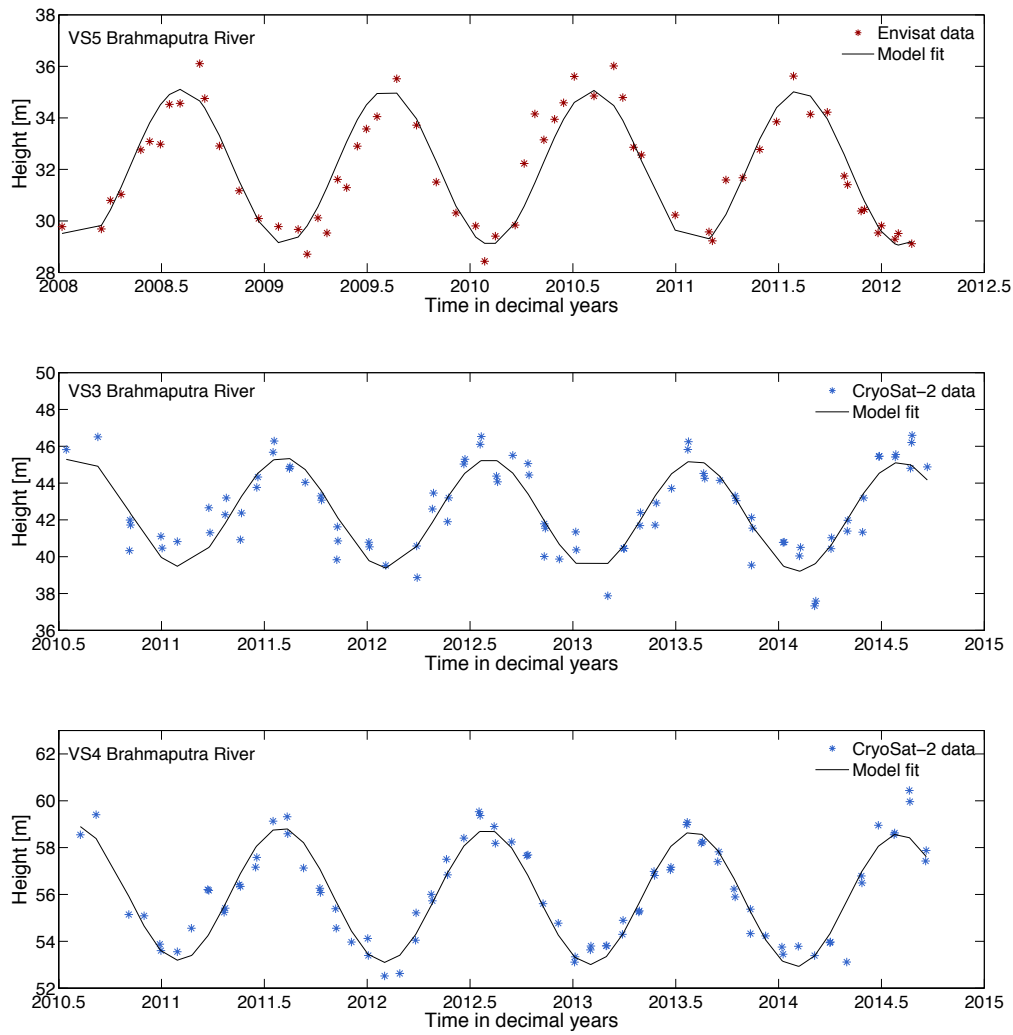 38
36
34
32
30
28
Height [m]
VS5 Brahmaputra River
Envisat data
Model fit
2008 2008.5 2009 2009.5 2010 2010.5 2011 2011.5 2012 2012.5
Time in decimal years
50
48
46
44
42
40
38
36
Height [m]
VS3 Brahmaputra River
CryoSat−2 data
Model fit
2010.5 2011 2011.5 2012 2012.5 2013 2013.5 2014 2014.5 2015
Time in decimal years
62
60
58
56
54
52
Height [m]
VS4 Brahmaputra River
CryoSat−2 data
Model fit
2010.5 2011 2011.5 2012 2012.5 2013 2013.5 2014 2014.5 2015
Time in decimal years